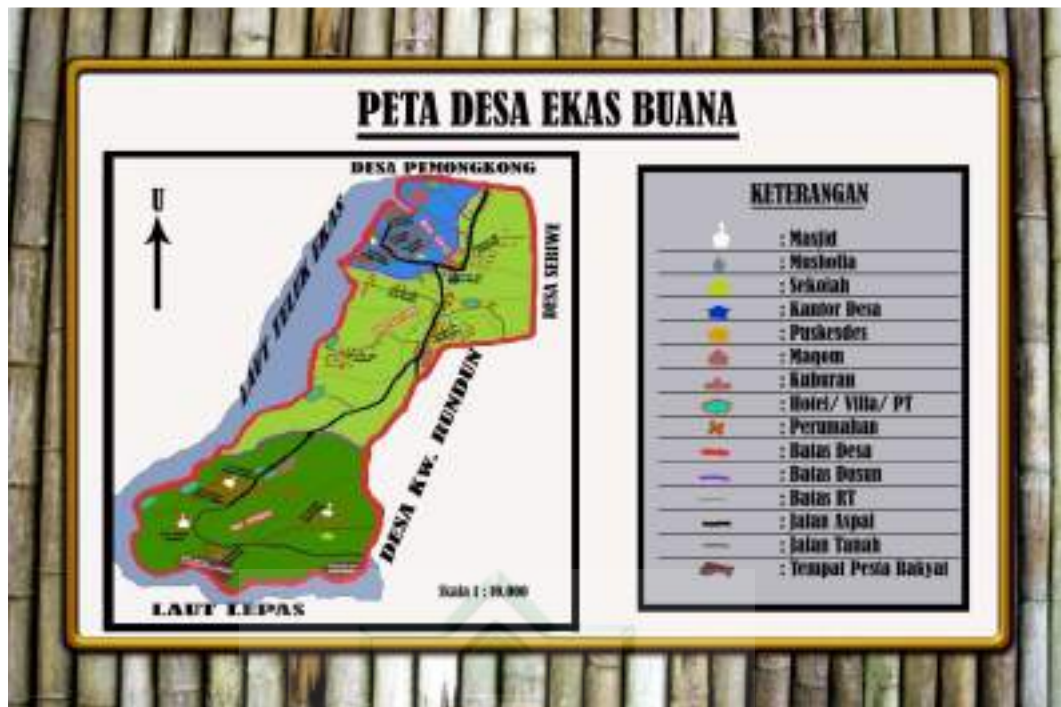 PETA DESA EKAS BUANA
DESA PEMONGKONG
U
LAUT TELUK EKAS
DESA SERIWE
DESA KW. RUNDUN
Skala 1 : 10.000
LAUT LEPAS
KETERANGAN
: Masjid
: Musholla
: Sekolah
: Kantor Desa
: Puskesdes
: Maqom
: Kuburan
: Hotel/ Villa/ PT
: Perumahan
: Batas Desa
: Batas Dusun
: Batas RT
: Jalan Aspal
: Jalan Tanah
: Tempat Pesta Rakyat